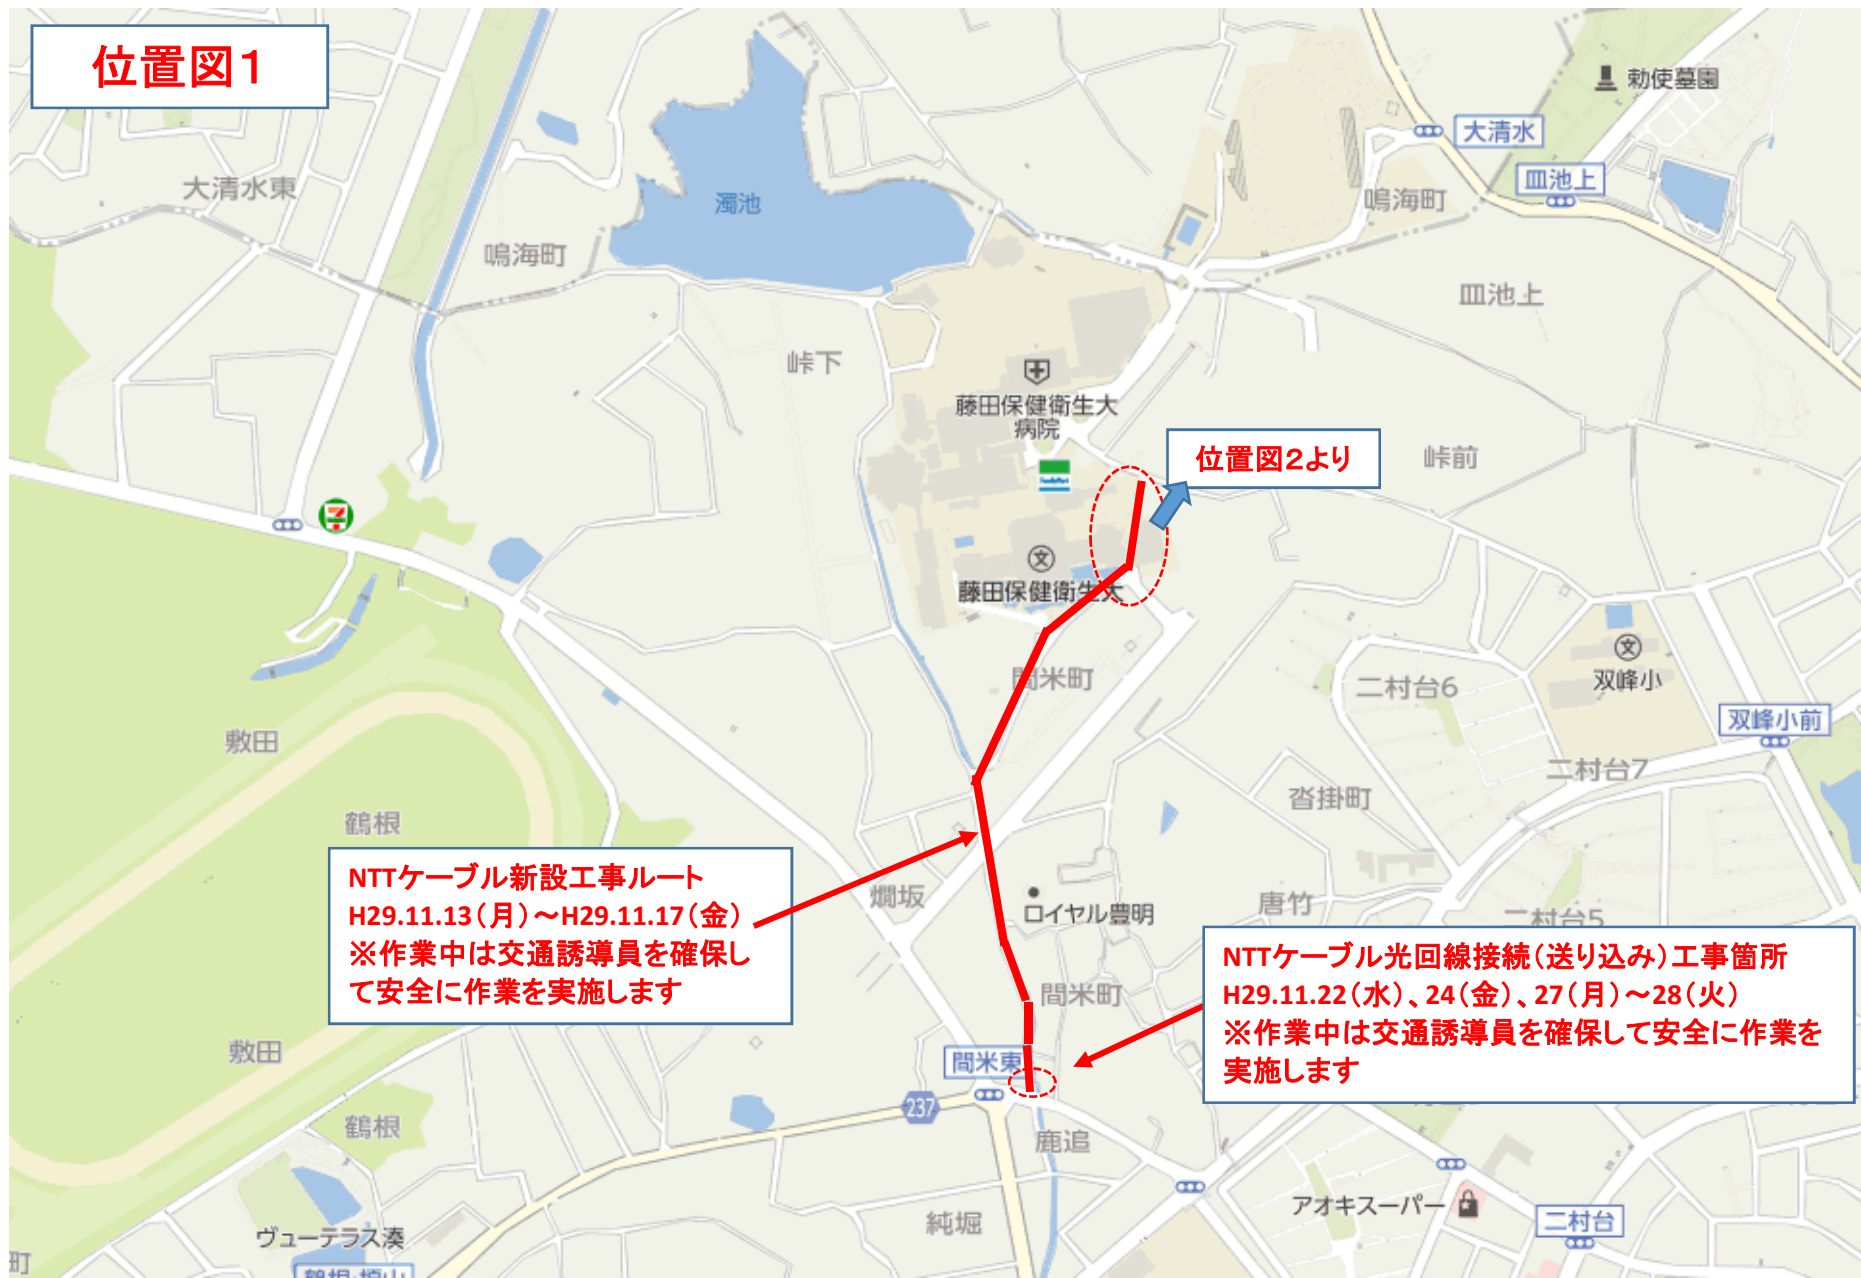 位置図1
勅使墓園
大清水
皿池上
大清水東
濁池
鳴海町
鳴海町
皿池上
峠下
藤田保健衛生大
病院
位置図2より
峠前
FamilyMart
藤田保健衛生大
間米町
二村台6
双峰小
双峰小前
敷田
二村台7
沓掛町
鶴根
NTTケーブル新設工事ルート
H29.11.13(月)～H29.11.17(金)
※作業中は交通誘導員を確保し
て安全に作業を実施します
燗坂
ロイヤル豊明
唐竹
二村台5
NTTケーブル光回線接続(送り込み)工事箇所
H29.11.22(水)、24(金)、27(月)～28(火)
※作業中は交通誘導員を確保して安全に作業を
実施します
間米町
敷田
間米東
237
鶴根
鹿追
アオキスーパー
二村台
純堀
ヴューテラス湊
町